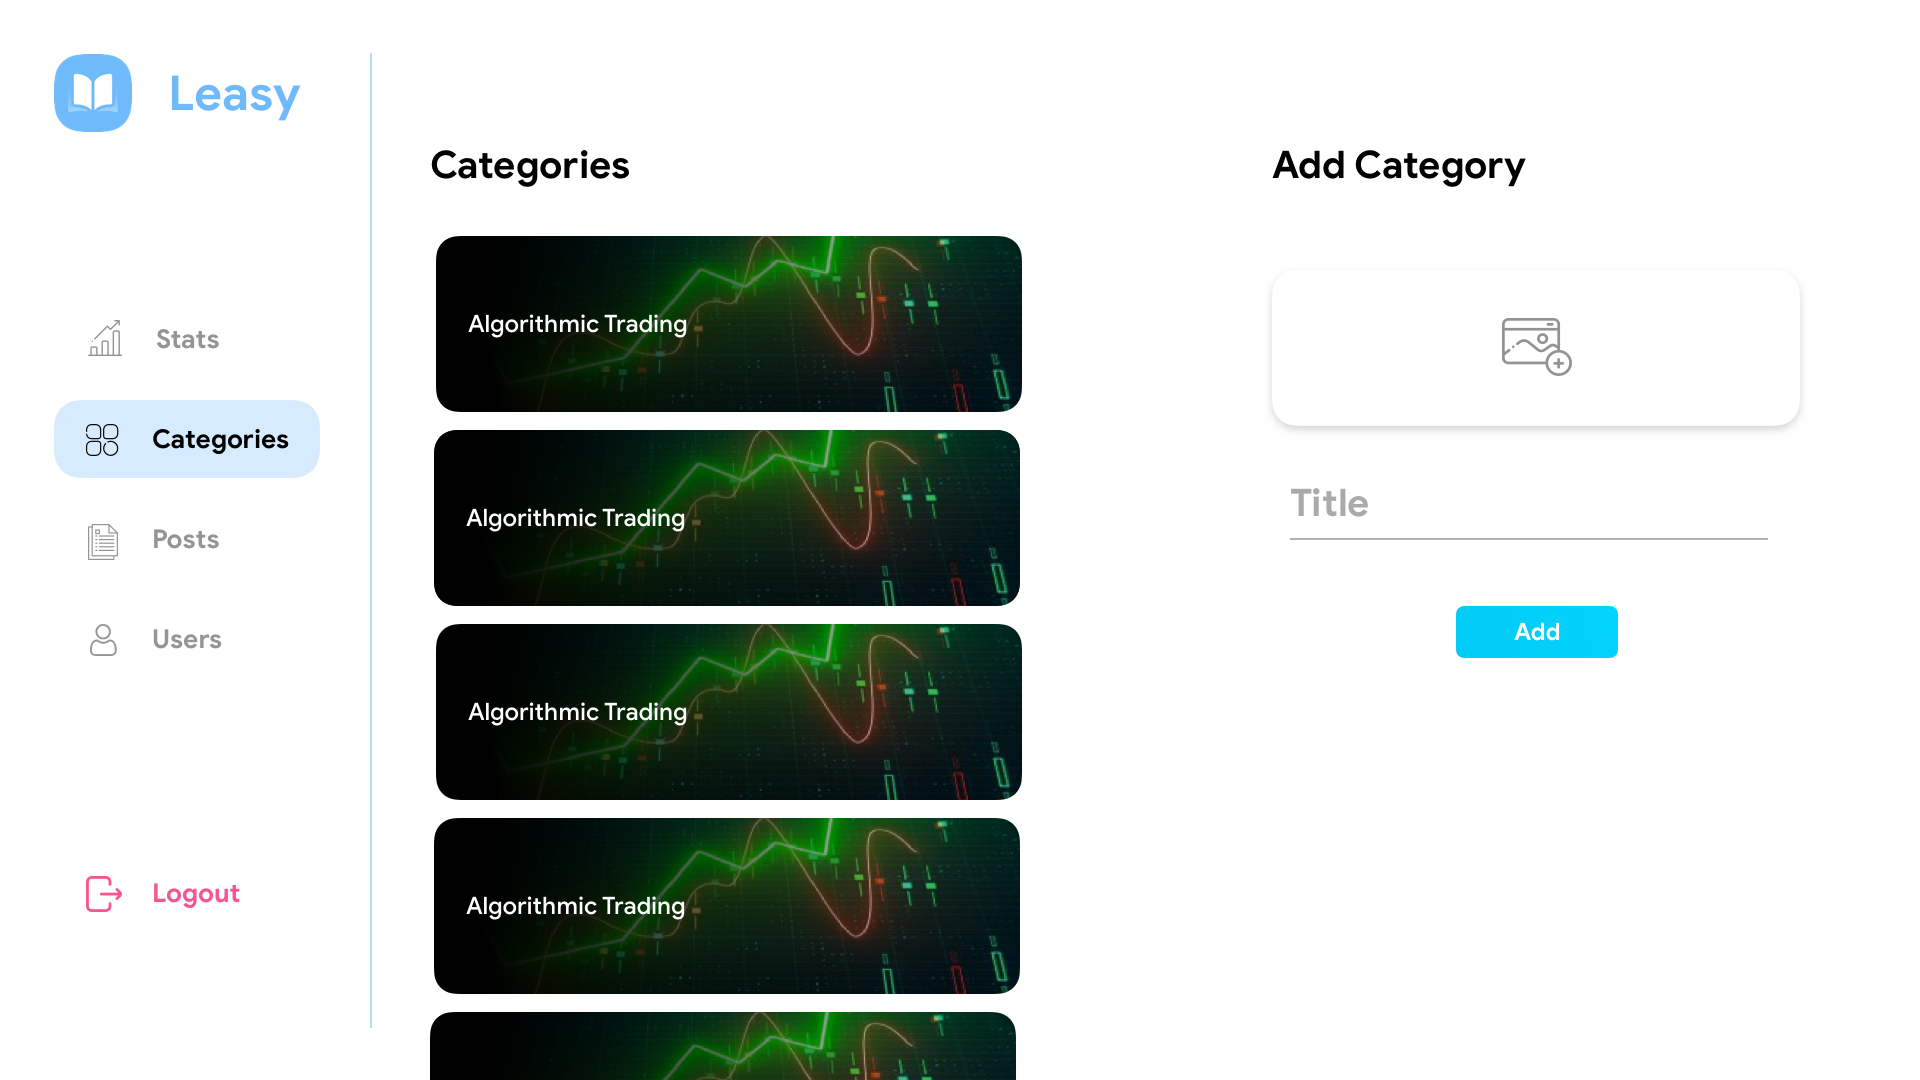 Leasy
Stats
Categories
Posts
Users
Logout
Categories
Algorithmic Trading
Algorithmic Trading
Algorithmic Trading
Algorithmic Trading
Add Category
Title
Add